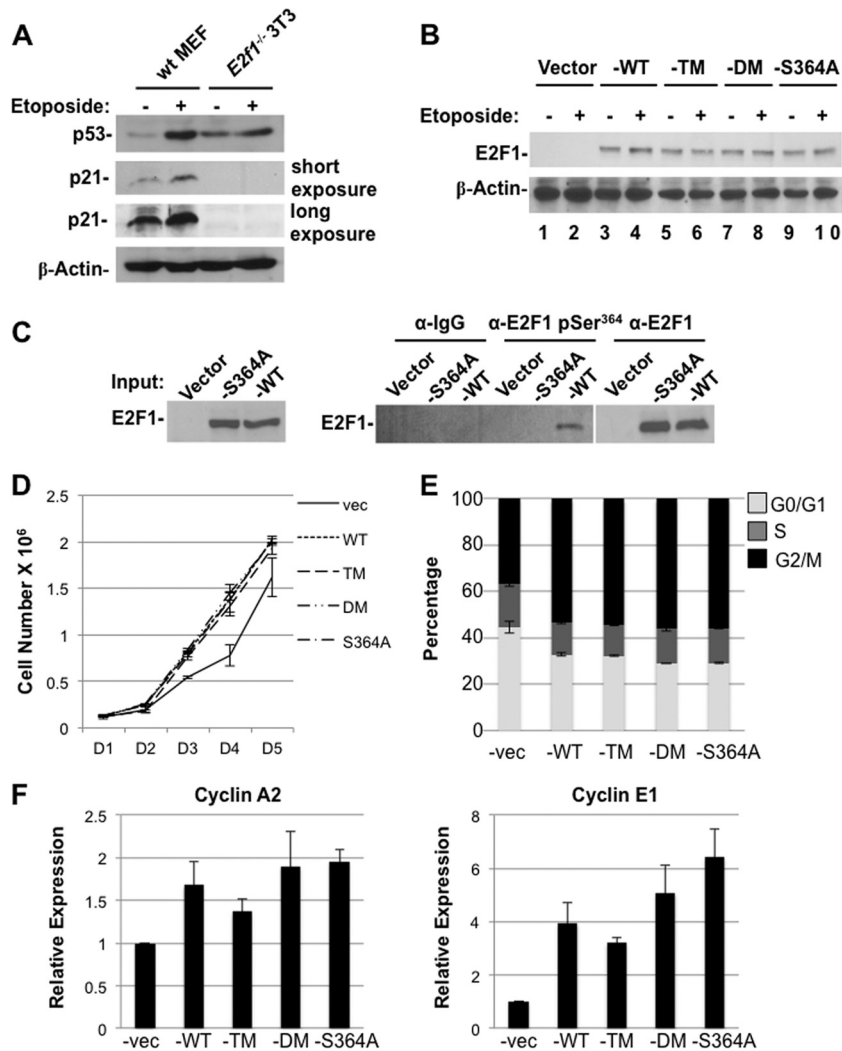 A
wt MEF E2f1-/- 3T3
Etoposide: - + - +
p53-
p21- short exposure
p21- long exposure
β-Actin-
B
Vector -WT -TM -DM -S364A
Etoposide: - + - + - + - + - +
E2F1-
β-Actin-
1 2 3 4 5 6 7 8 9 10
C
Input: Vector -S364A -WT
E2F1-
α-IgG α-E2F1 pSer364 α-E2F1
Vector -S364A -WT Vector -S364A -WT Vector -S364A -WT
E2F1-
D
Cell Number X 106
2.5
2
1.5
1
0.5
0
D1 D2 D3 D4 D5
vec
WT
TM
DM
S364A
E
Percentage
100
80
60
40
20
0
-vec -WT -TM -DM -S364A
G0/G1
S
G2/M
F
Cyclin A2
Relative Expression
2.5
2
1.5
1
0.5
0
-vec -WT -TM -DM -S364A
Cyclin E1
Relative Expression
8
6
4
2
0
-vec -WT -TM -DM -S364A